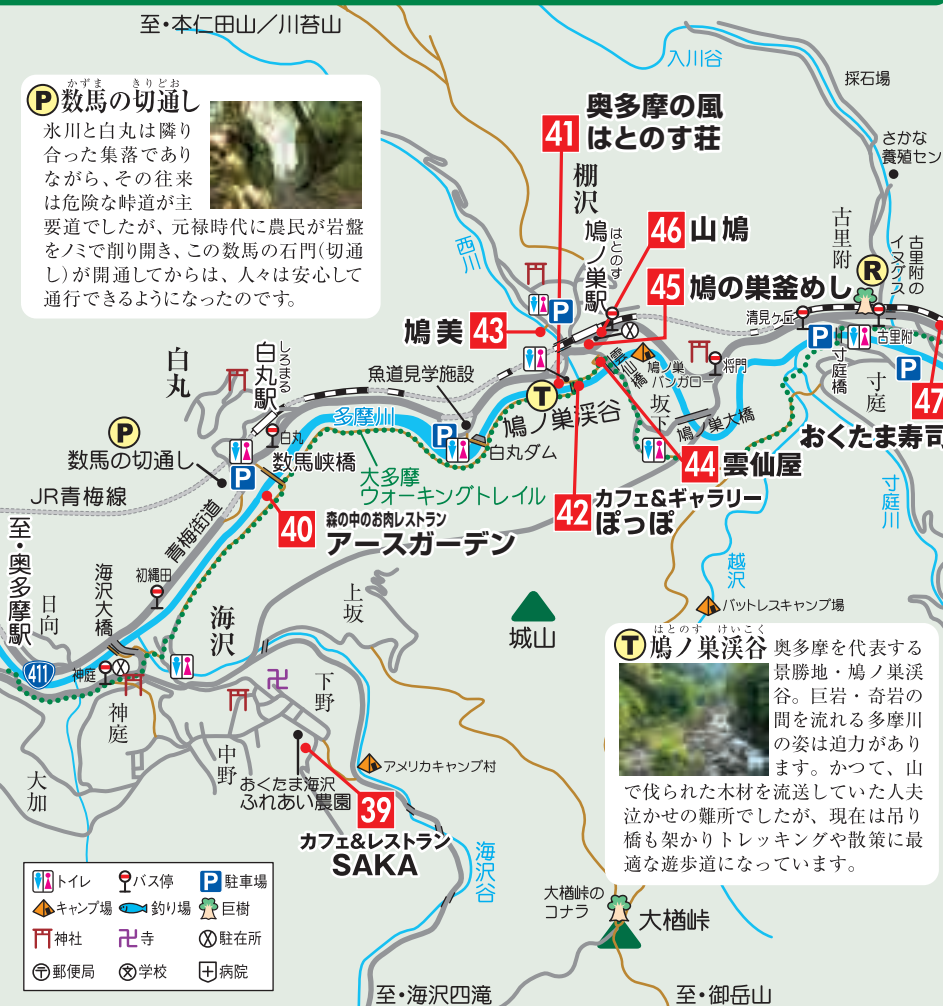 至・本仁田山／川苔山
入川谷
採石場
かずま きりどお
P 数馬の切通し
氷川と白丸は隣り
合った集落であり
ながら、その往来
は危険な峠道が主
要道でしたが、元禄時代に農民が岩盤
をノミで削り開き、この数馬の石門(切通
し)が開通してからは、人々は安心して
通行できるようになったのです。
41 奥多摩の風
はとのす荘
さかな
養殖セン
棚沢
鳩ノ巣駅
はとのす
46 山鳩
古里附
古里附の
イヌグス
R
西川
P
45 鳩の巣釜めし
清見ヶ丘
古里附
鳩美 43
雲仙橋
鳩ノ巣
バンガロー
将門
P
寸庭橋
寸庭
P
47
おくたま寿司
白丸
白丸駅
しろまる
魚道見学施設
T
鳩ノ巣渓谷
坂下
鳩ノ巣大橋
多摩川
P
白丸ダム
P
数馬の切通し
白丸
数馬峡橋
P
44 雲仙屋
大多摩
ウォーキングトレイル
JR青梅線
42 カフェ&ギャラリー
ぽっぽ
寸庭川
40 森の中のお肉レストラン
アースガーデン
青梅街道
至・奥多摩駅
越沢
初縄田
海沢大橋
日向
海沢
上坂
城山
バットレスキャンプ場
411
神庭
神庭
下野
中野
大加
アメリカキャンプ村
おくたま海沢
ふれあい農園
39
カフェ&レストラン
SAKA
海沢谷
はとのす けいこく
T 鳩ノ巣渓谷
奥多摩を代表する
景勝地・鳩ノ巣渓
谷。巨岩・奇岩の
間を流れる多摩川
の姿は迫力があり
ます。かつて、山
で伐られた木材を流送していた人夫
泣かせの難所でしたが、現在は吊り
橋も架かりトレッキングや散策に最
適な遊歩道になっています。
大楢峠の
コナラ
大楢峠
トイレ バス停 P 駐車場
キャンプ場 釣り場 巨樹
神社 寺 駐在所
郵便局 学校 病院
至・海沢四滝
至・御岳山